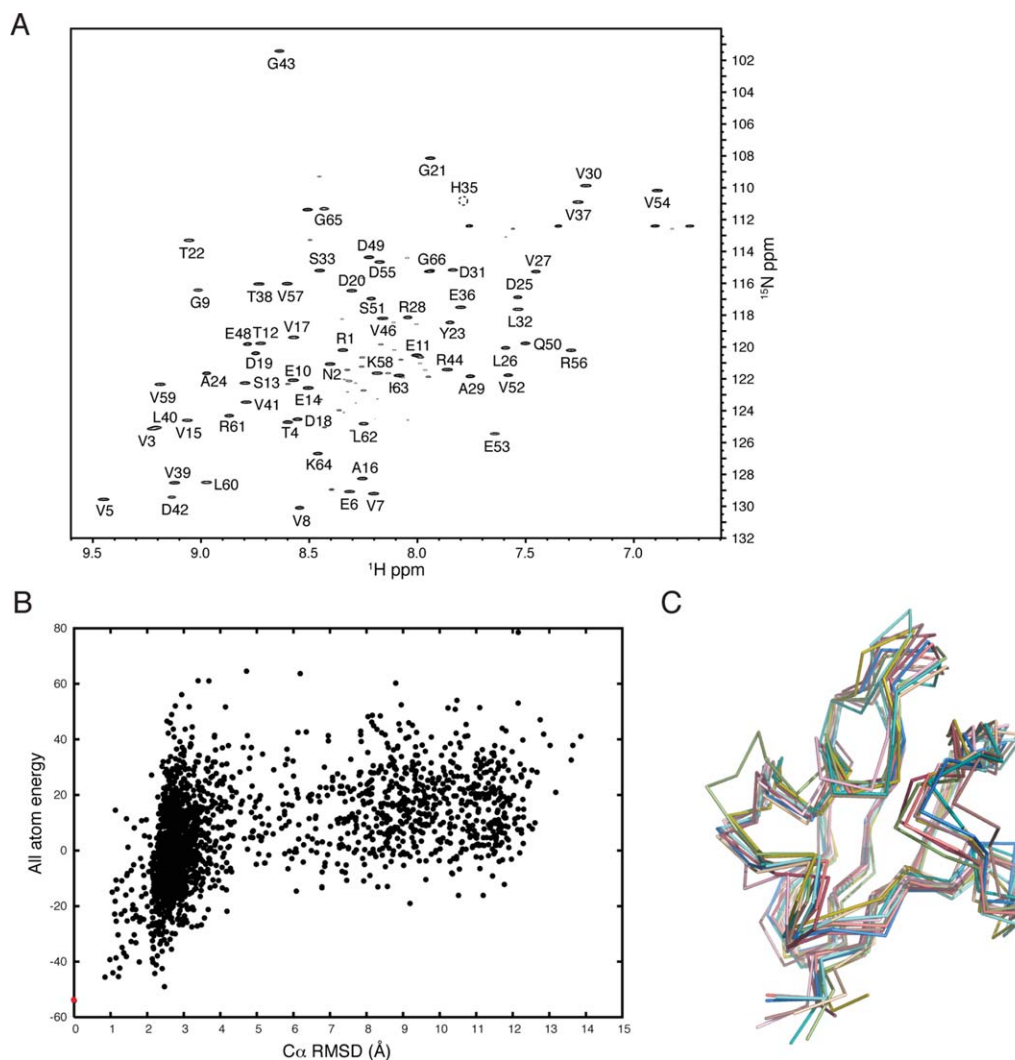 A
102
G43
104
106
108
G21
V30
H35
110
V54
V37
G65
112
T22
D49
114
S33
V27
D55
G66
D31
D25
116
G9
D20
E36
T38
V57
S51
R28
L32
118
V17
Y23
E48
T12
V46
Q50
R1
E11
L26
R56
120
D19
K58
E10
N2
R44
A24
S13
I63
A29
V52
122
V59
E14
L40
V41
R61
D18
V3
V15
T4
L62
E53
124
K64
126
V39
A16
L60
128
D42
E6
V7
V5
V8
130
132
¹⁵N ppm
9.5 9.0 8.5 8.0 7.5 7.0
¹H ppm
B
80
60
40
20
0
-20
-40
-60
All atom energy
0 1 2 3 4 5 6 7 8 9 10 11 12 13 14 15
Cα RMSD (Å)
C